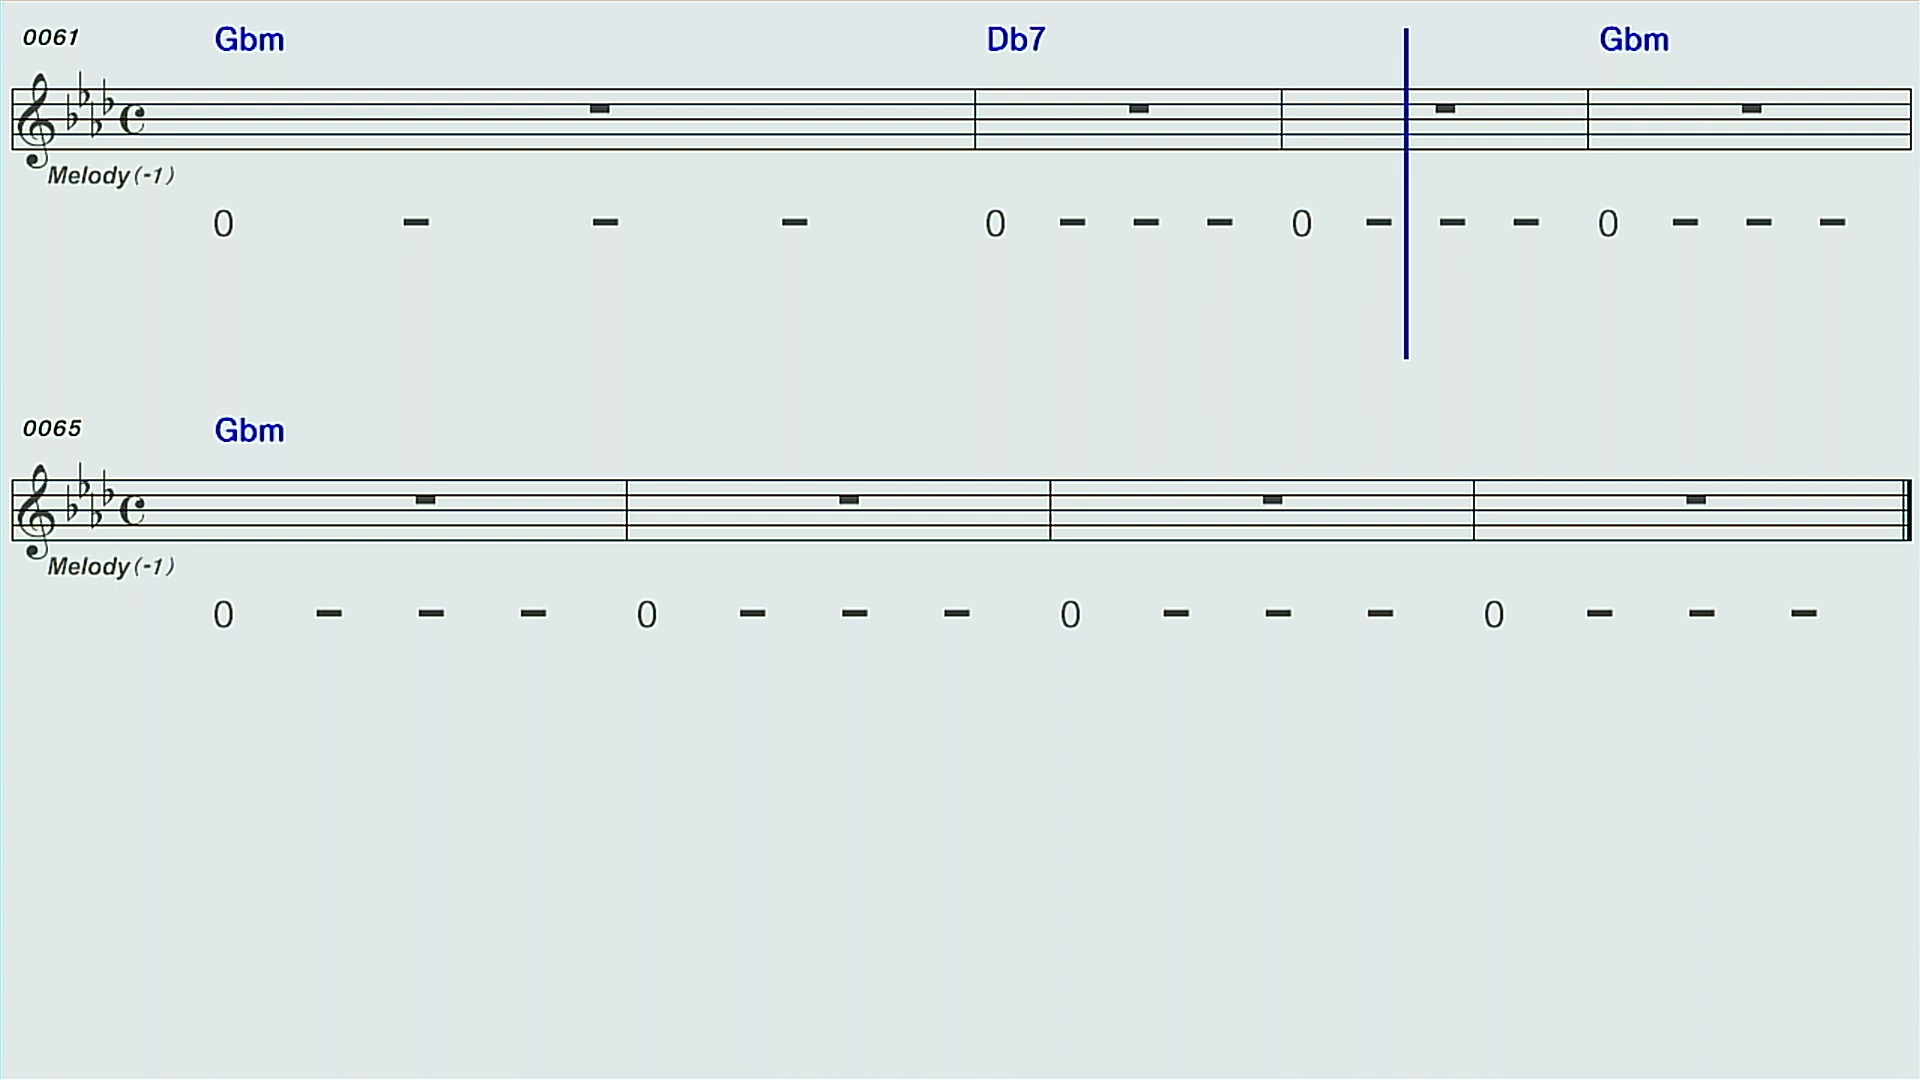 0061 Gbm Db7 Gbm
Melody(-1)
0 - - - 0 - - - 0 - - - 0 - - -
0065 Gbm
Melody(-1)
0 - - - 0 - - - 0 - - - 0 - - -